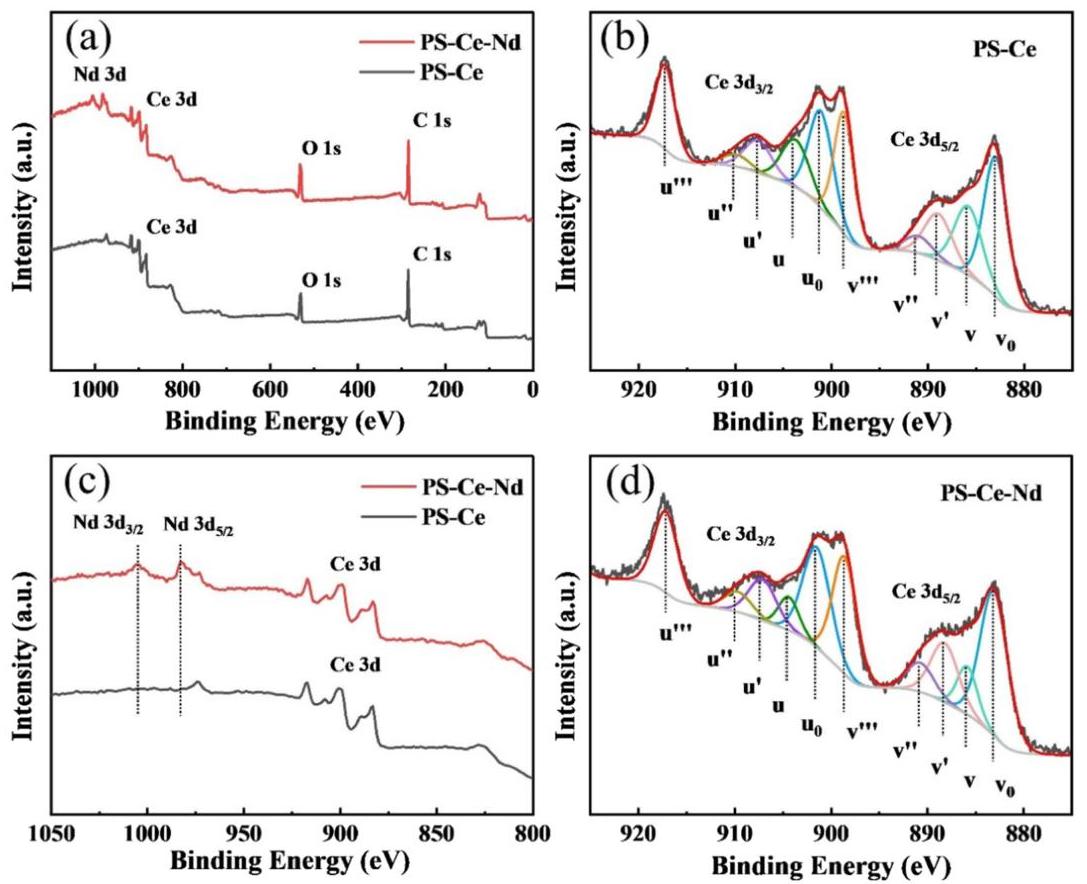 (a)
PS-Ce-Nd
PS-Ce
Nd 3d
Ce 3d
O 1s
C 1s
Ce 3d
O 1s
C 1s
Intensity (a.u.)
1000 800 600 400 200 0
Binding Energy (eV)
(b)
PS-Ce
Ce 3d3/2
Ce 3d5/2
u'''
u''
u'
u
u0
v'''
v''
v'
v
v0
Intensity (a.u.)
920 910 900 890 880
Binding Energy (eV)
(c)
PS-Ce-Nd
PS-Ce
Nd 3d3/2 Nd 3d5/2
Ce 3d
Ce 3d
Intensity (a.u.)
1050 1000 950 900 850 800
Binding Energy (eV)
(d)
PS-Ce-Nd
Ce 3d3/2
Ce 3d5/2
u'''
u''
u'
u
u0
v'''
v''
v'
v
v0
Intensity (a.u.)
920 910 900 890 880
Binding Energy (eV)